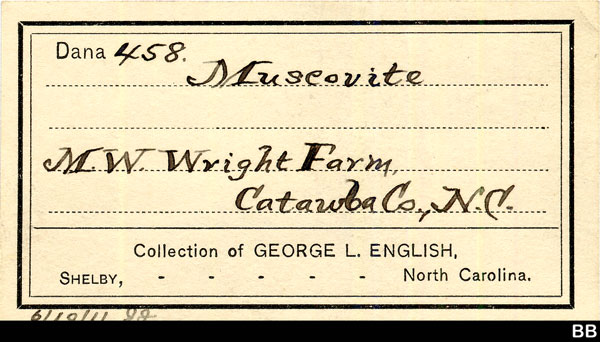 Dana 458.
Muscovite
M.W. Wright Farm,
Catawba Co., N.C.
Collection of GEORGE L. ENGLISH,
SHELBY, - - - - - North Carolina.
BB